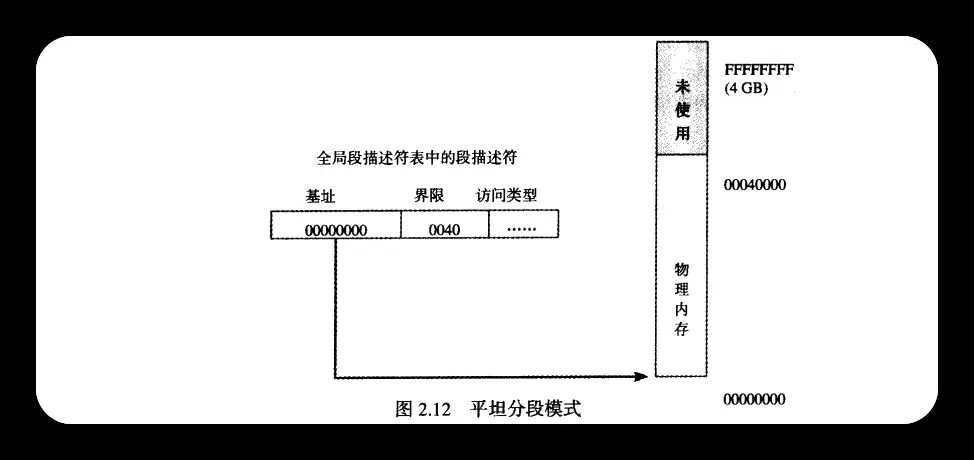 全局段描述符表中的段描述符
基址 界限 访问类型
00000000 0040 ……
未使用
物理内存
FFFFFFFF
(4 GB)
00040000
00000000
图 2.12 平坦分段模式